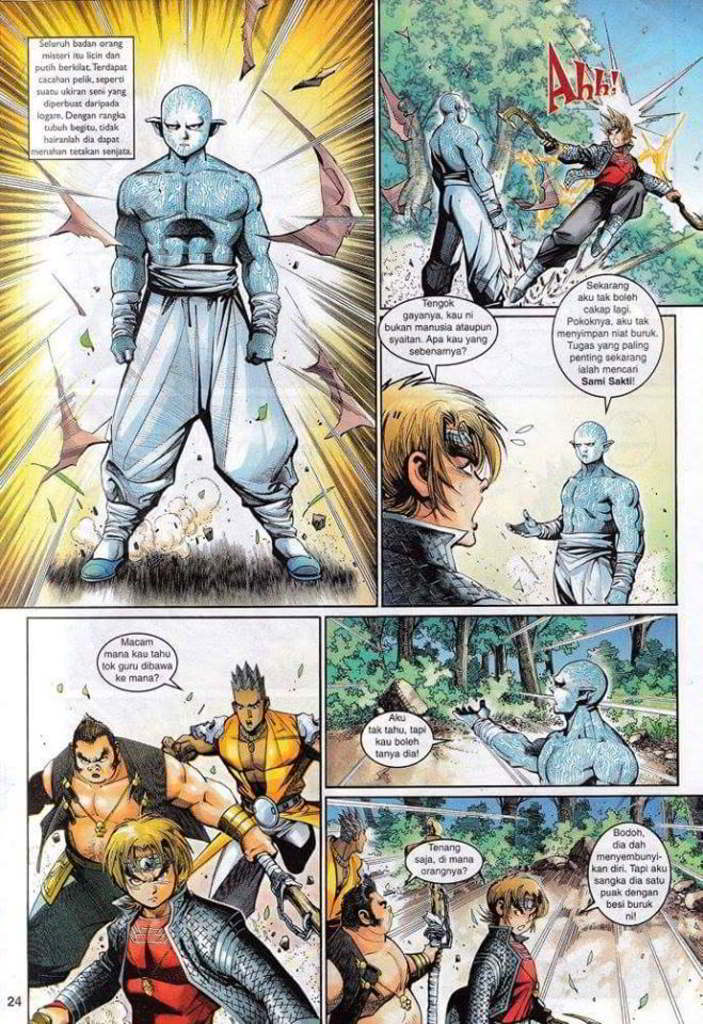 Seluruh badan orang
misteri itu licin dan
putih berkilat. Terdapat
cacahan pelik, seperti
suatu ukiran seni yang
diperbuat daripada
logam. Dengan rangka
tubuh begitu, tidak
hairanlah dia dapat
menahan tetakan senjata.
Ahh!
Tengok
gayanya, kau ni
bukan manusia ataupun
syaitan. Apa kau yang
sebenarnya?
Sekarang
aku tak boleh
cakap lagi.
Pokoknya, aku tak
menyimpan niat buruk.
Tugas yang paling
penting sekarang
ialah mencari
Sami Sakti!
Macam
mana kau tahu
tok guru dibawa
ke mana?
Aku
tak tahu, tapi
kau boleh
tanya dia!
Tenang
saja, di mana
orangnya?
Bodoh,
dia dah
menyembunyi-
kan diri. Tapi aku
sangka dia satu
puak dengan
besi buruk
ni!
24